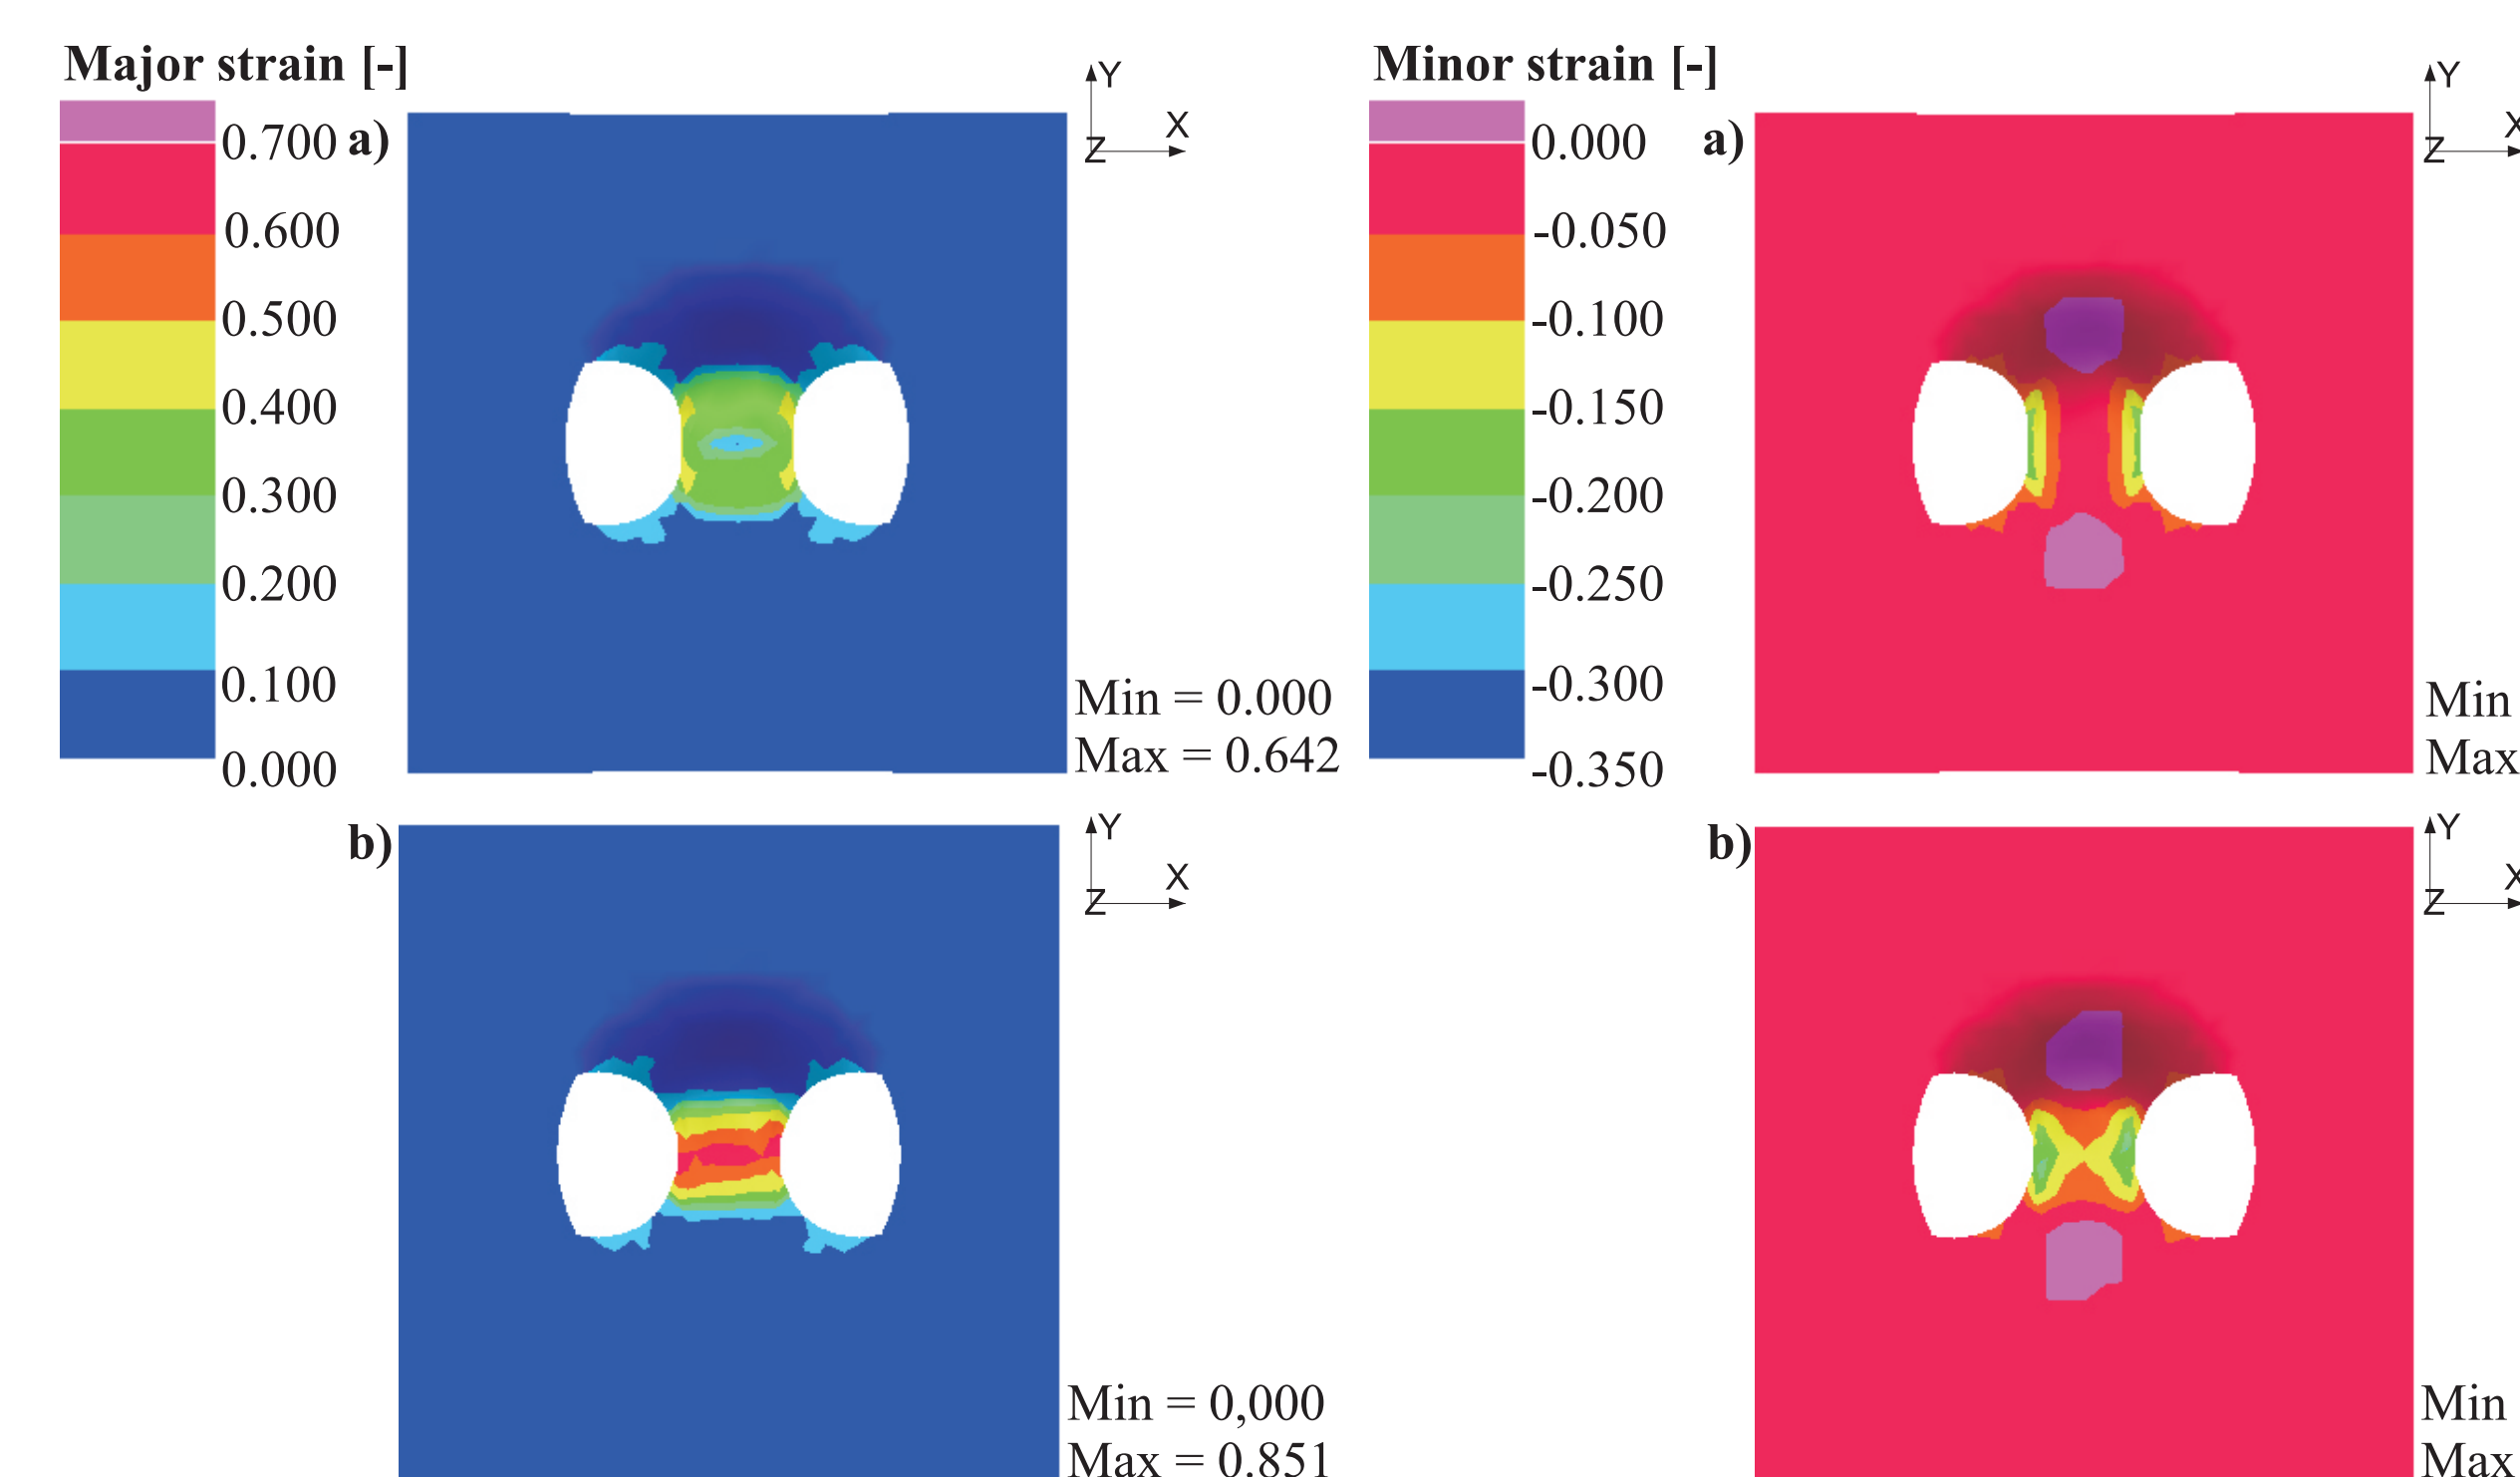 Major strain [-]
0.700
0.600
0.500
0.400
0.300
0.200
0.100
0.000
a)
Y
X
Z
Min = 0.000
Max = 0.642
Minor strain [-]
0.000
-0.050
-0.100
-0.150
-0.200
-0.250
-0.300
-0.350
a)
Y
X
Z
Min
Max
b)
Y
X
Z
Min = 0,000
Max = 0.851
b)
Y
X
Z
Min
Max